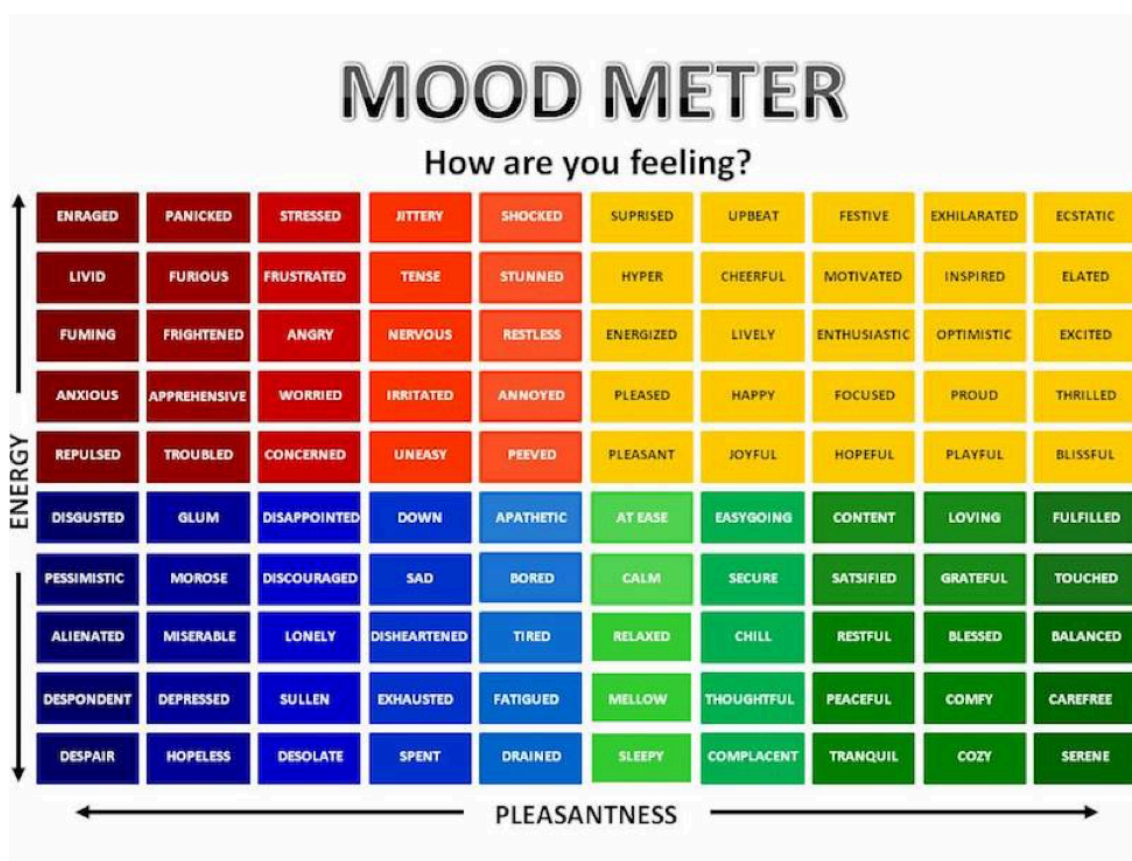 MOOD METER
How are you feeling?
ENRAGED PANICKED STRESSED JITTERY SHOCKED SUPRISED UPBEAT FESTIVE EXHILARATED ECSTATIC
LIVID FURIOUS FRUSTRATED TENSE STUNNED HYPER CHEERFUL MOTIVATED INSPIRED ELATED
FUMING FRIGHTENED ANGRY NERVOUS RESTLESS ENERGIZED LIVELY ENTHUSIASTIC OPTIMISTIC EXCITED
ANXIOUS APPREHENSIVE WORRIED IRRITATED ANNOYED PLEASED HAPPY FOCUSED PROUD THRILLED
REPULSED TROUBLED CONCERNED UNEASY PEEVED PLEASANT JOYFUL HOPEFUL PLAYFUL BLISSFUL
ENERGY
DISGUSTED GLUM DISAPPOINTED DOWN APATHETIC AT EASE EASYGOING CONTENT LOVING FULFILLED
PESSIMISTIC MOROSE DISCOURAGED SAD BORED CALM SECURE SATSIFIED GRATEFUL TOUCHED
ALIENATED MISERABLE LONELY DISHEARTENED TIRED RELAXED CHILL RESTFUL BLESSED BALANCED
DESPONDENT DEPRESSED SULLEN EXHAUSTED FATIGUED MELLOW THOUGHTFUL PEACEFUL COMFY CAREFREE
DESPAIR HOPELESS DESOLATE SPENT DRAINED SLEEPY COMPLACENT TRANQUIL COZY SERENE
PLEASANTNESS